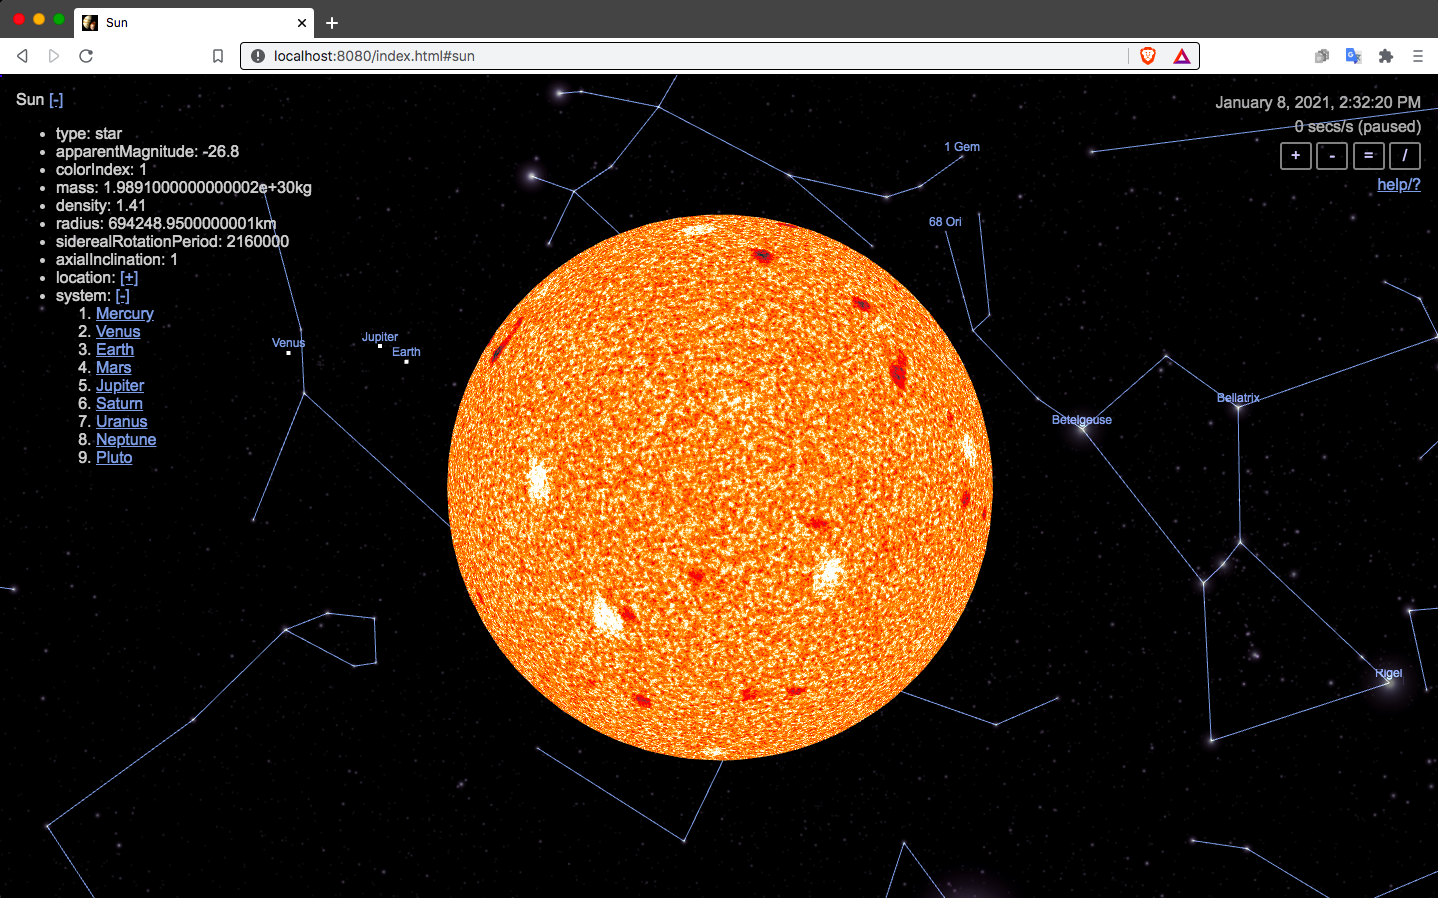 Sun
localhost:8080/index.html#sun
Sun [-]
January 8, 2021, 2:32:20 PM
0 secs/s (paused)
+ - = /
help/?
type: star
apparentMagnitude: -26.8
colorIndex: 1
mass: 1.9891000000000002e+30kg
density: 1.41
radius: 694248.9500000001km
siderealRotationPeriod: 2160000
axialInclination: 1
location: [+]
system: [-]
1. Mercury
2. Venus
3. Earth
4. Mars
5. Jupiter
6. Saturn
7. Uranus
8. Neptune
9. Pluto
1 Gem
68 Ori
Venus
Jupiter
Earth
Bellatrix
Betelgeuse
Rigel